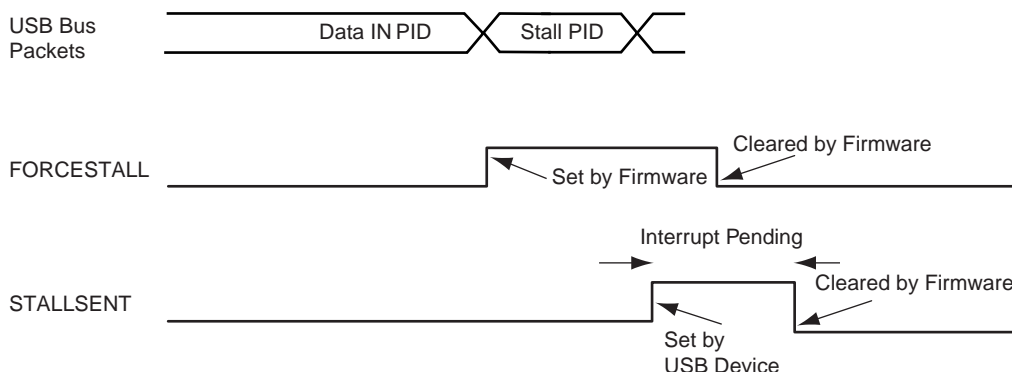 USB Bus
Packets
Data IN PID
Stall PID
FORCESTALL
Set by Firmware
Cleared by Firmware
Interrupt Pending
STALLSENT
Set by
USB Device
Cleared by Firmware